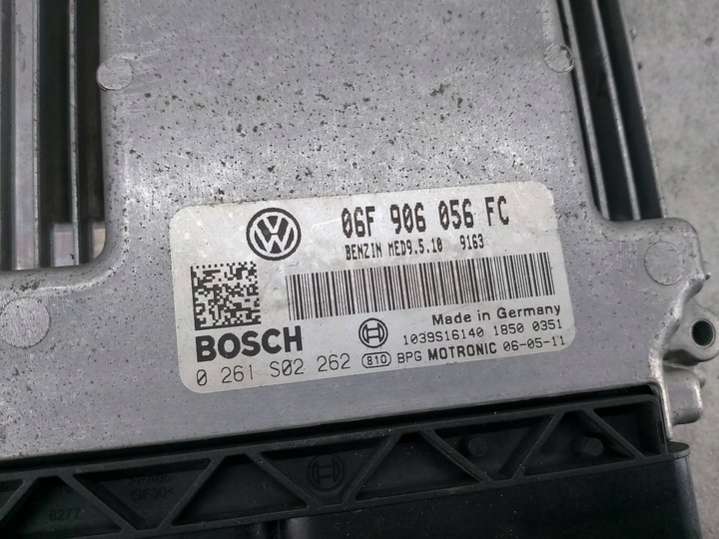 06F 906 056 FC
BENZIN MED9.5.10 9163
Made in Germany
BOSCH
1039S16140 1850 0351
0 261 S02 262 B10 BPG MOTRONIC 06-05-11